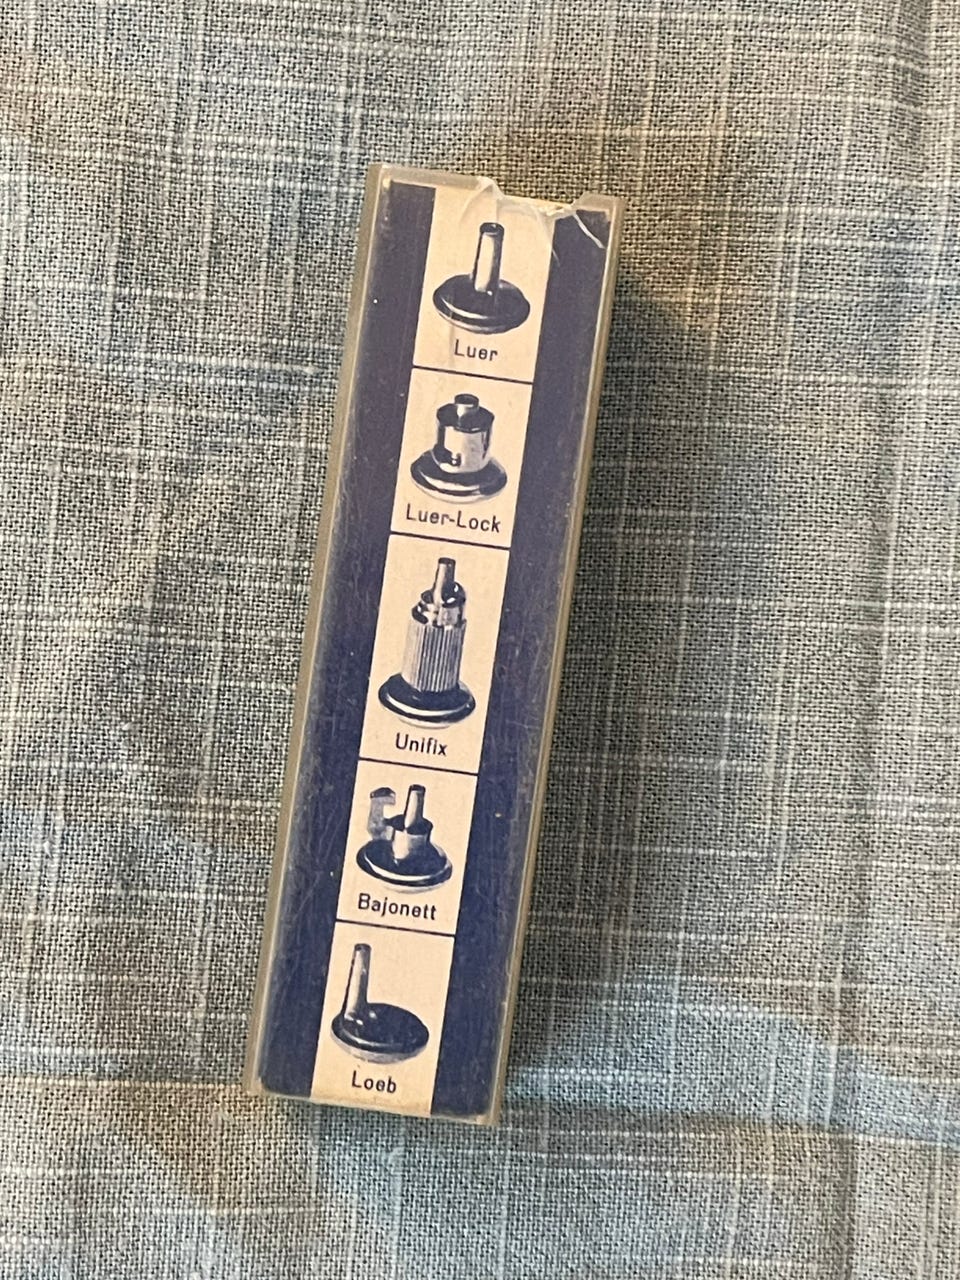 Luer
Luer-Lock
Unifix
Bajonett
Loeb